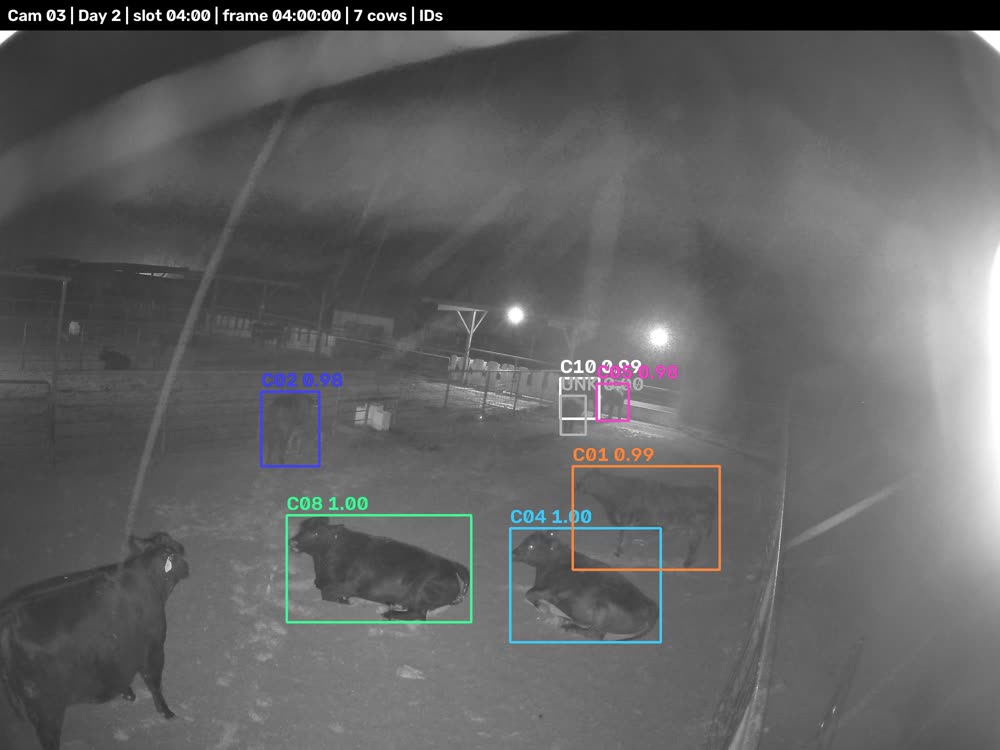 Cam 03 | Day 2 | slot 04:00 | frame 04:00:00 | 7 cows | IDs
C10 0.99
C02 0.98
C01 0.99
C08 1.00
C04 1.00